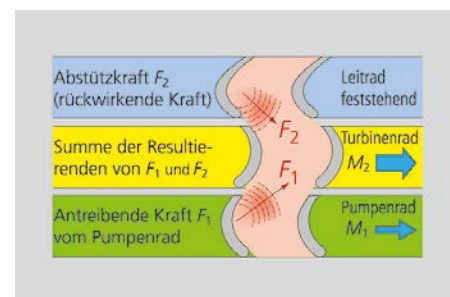 Abstützkraft F₂
(rückwirkende Kraft)
Leitrad
feststehend
F₂
Summe der Resultie-
renden von F₁ und F₂
Turbinenrad
M₂
F₁
Antreibende Kraft F₁
vom Pumpenrad
Pumpenrad
M₁